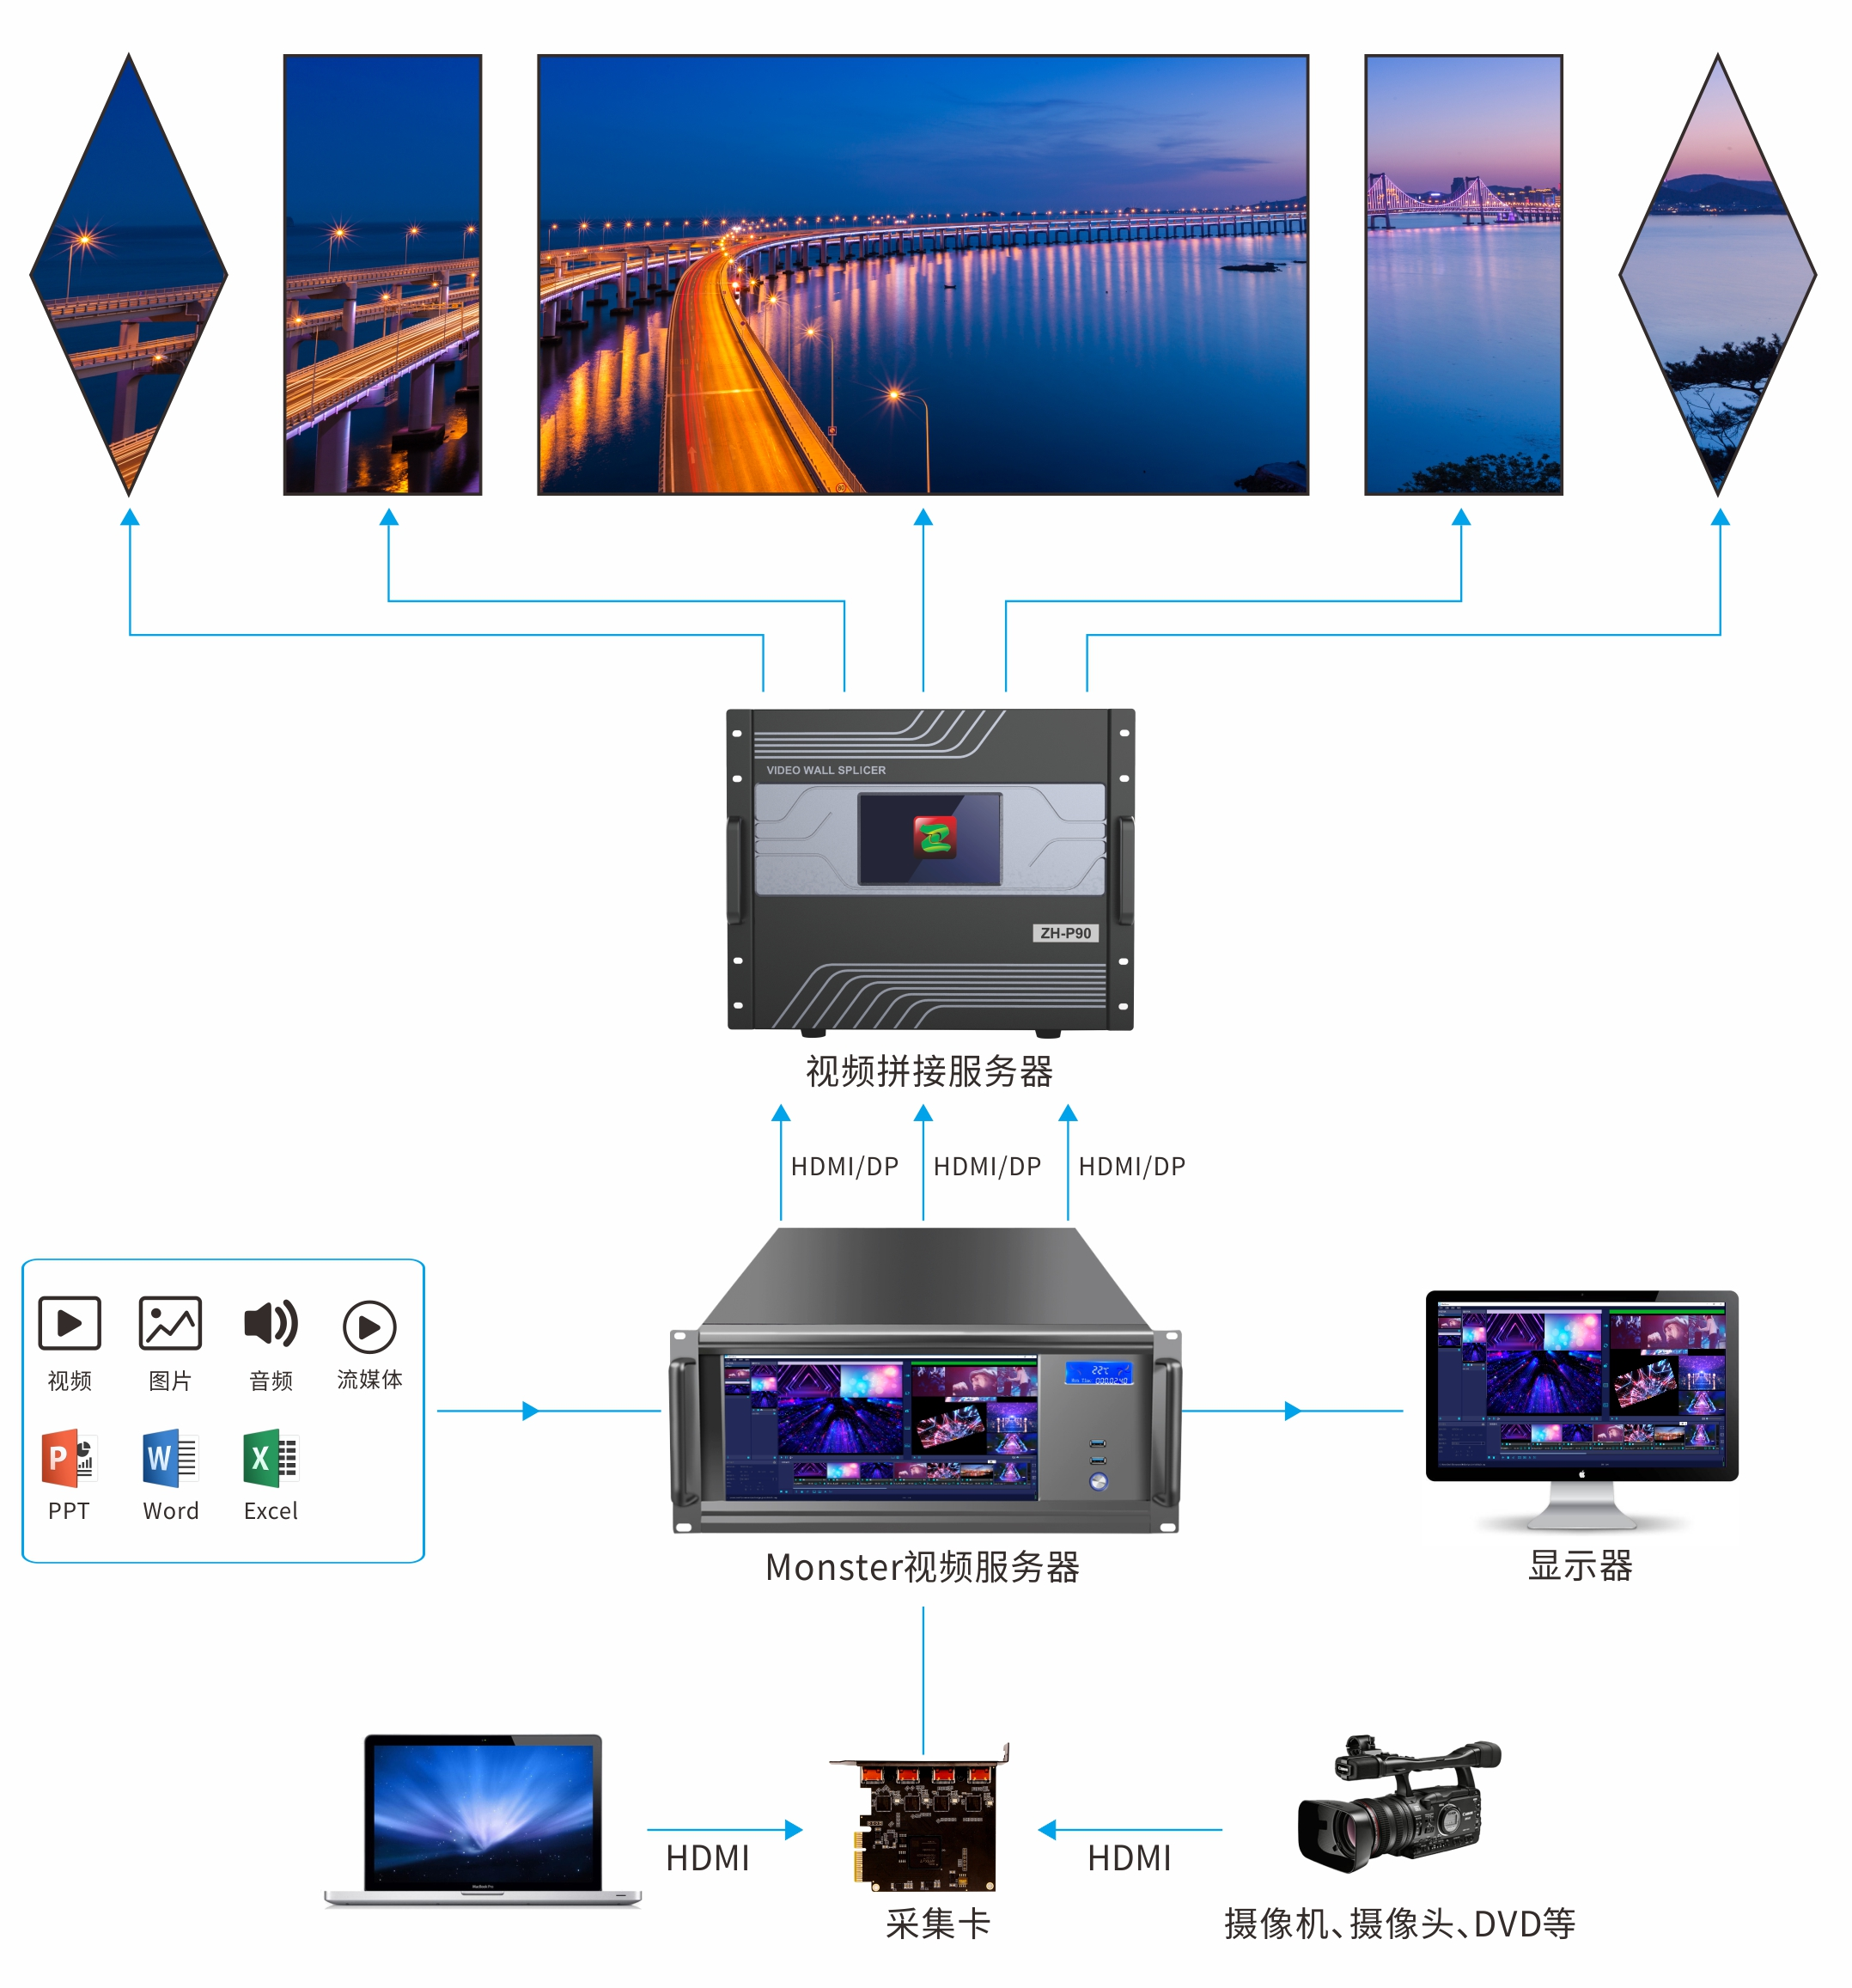 VIDEO WALL SPLICER
ZH-P90
视频拼接服务器
HDMI/DP HDMI/DP HDMI/DP
视频 图片 音频 流媒体
PPT Word Excel
22℃
Monster视频服务器
显示器
HDMI
HDMI
采集卡
摄像机、摄像头、DVD等